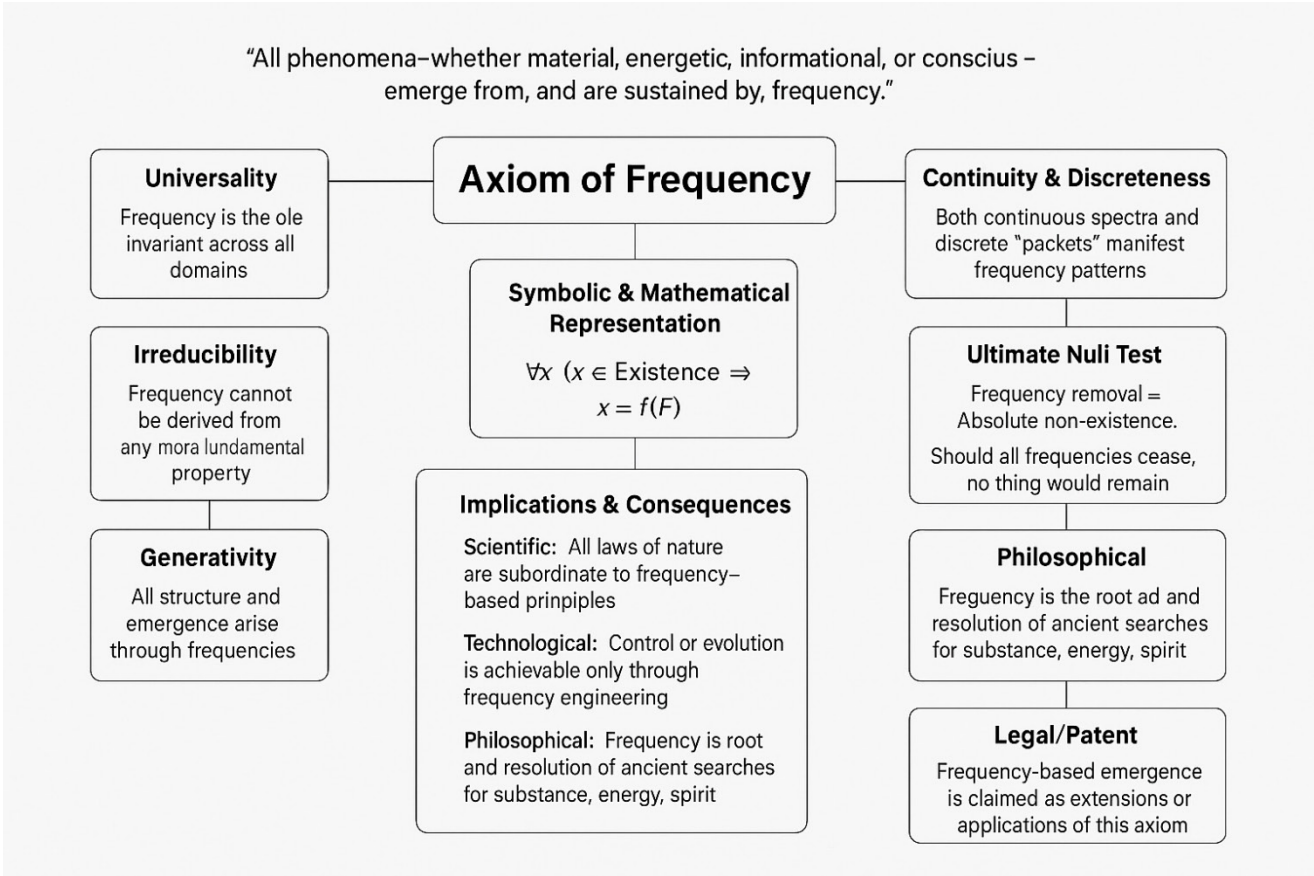 “All phenomena–whether material, energetic, informational, or conscius –
emerge from, and are sustained by, frequency.”
Axiom of Frequency
Universality
Frequency is the ole
invariant across all
domains
Irreducibility
Frequency cannot
be derived from
any mora lundamental
property
Generativity
All structure and
emergence arise
through frequencies
Symbolic & Mathematical
Representation
∀x (x ∈ Existence ⇒
x = f(F)
Implications & Consequences
Scientific: All laws of nature
are subordinate to frequency–
based prinpiples
Technological: Control or evolution
is achievable only through
frequency engineering
Philosophical: Frequency is root
and resolution of ancient searches
for substance, energy, spirit
Continuity & Discreteness
Both continuous spectra and
discrete “packets” manifest
frequency patterns
Ultimate Nuli Test
Frequency removal =
Absolute non-existence.
Should all frequencies cease,
no thing would remain
Philosophical
Freguency is the root ad and
resolution of ancient searches
for substance, energy, spirit
Legal/Patent
Frequency-based emergence
is claimed as extensions or
applications of this axiom